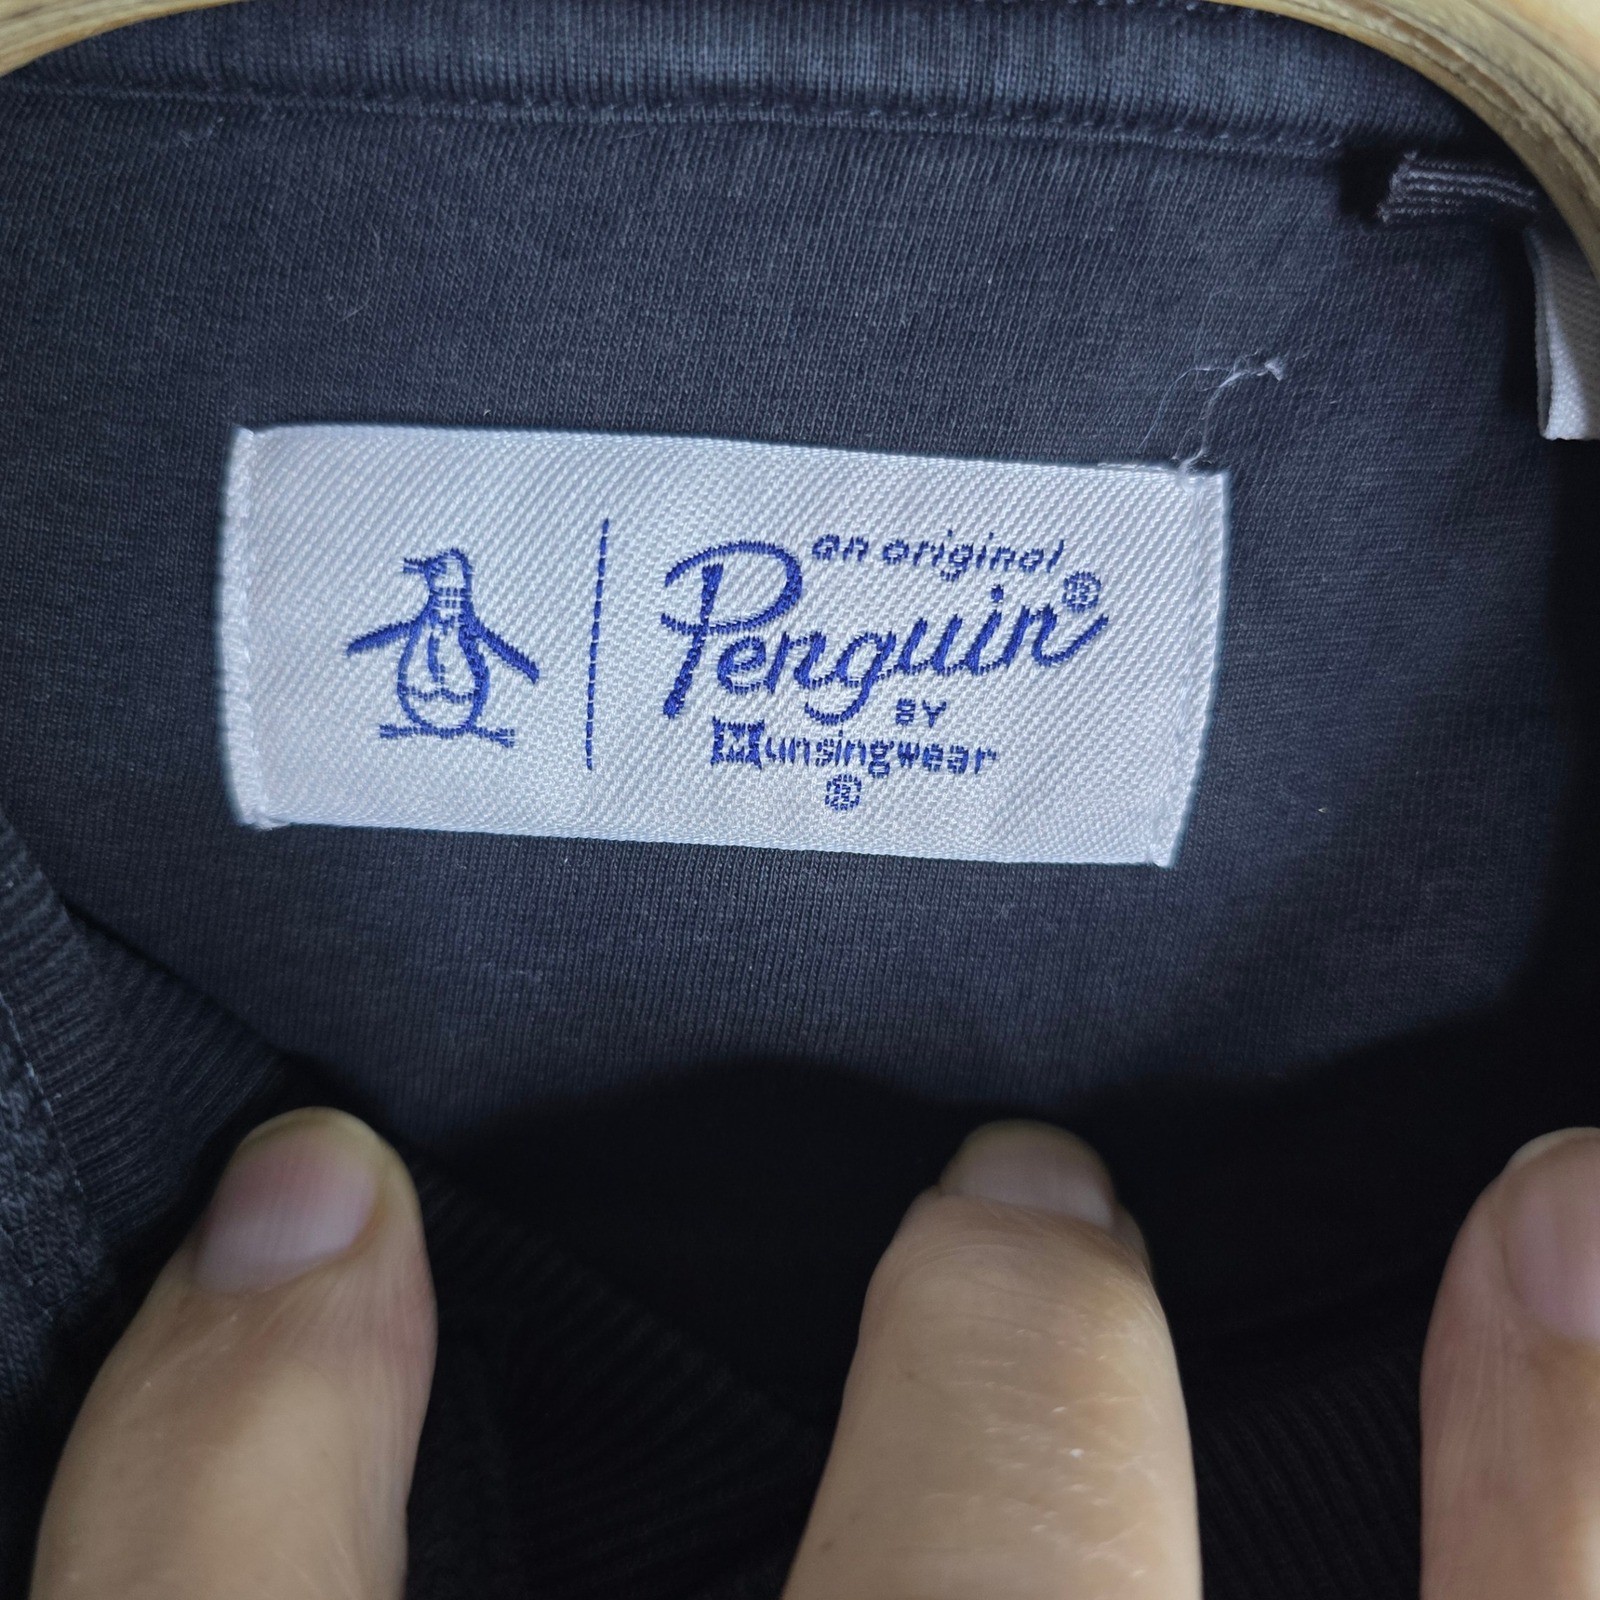 an original
Penguin®
BY
Munsingwear
®